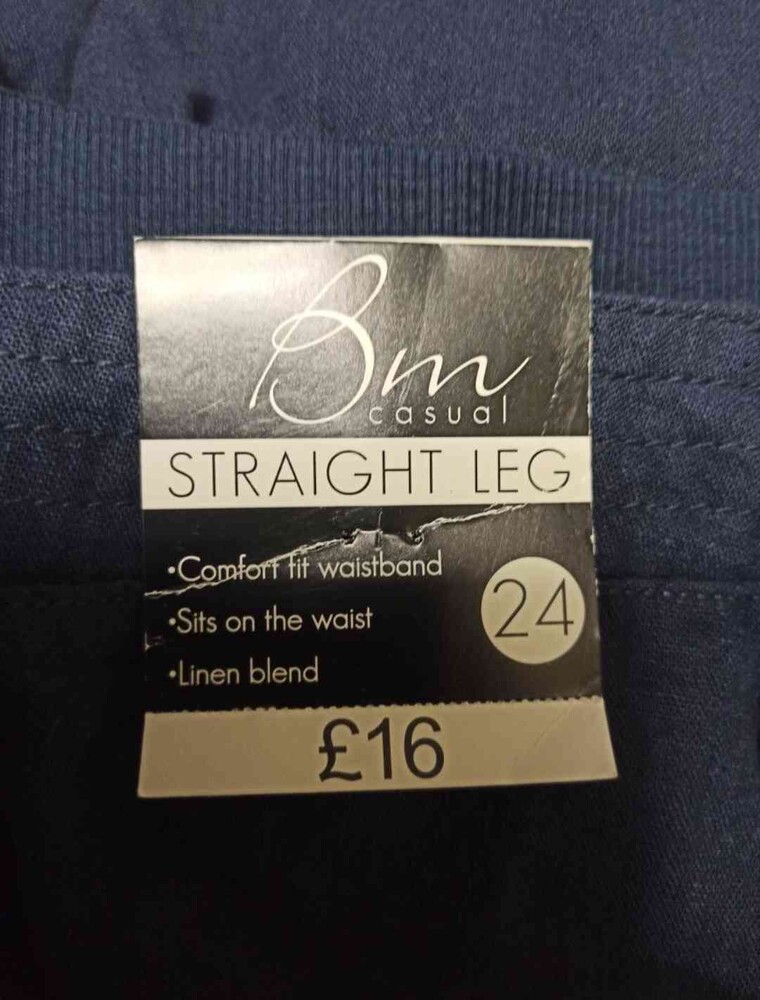 Bm
casual
STRAIGHT LEG
•Comfort fit waistband
•Sits on the waist
•Linen blend
24
£16